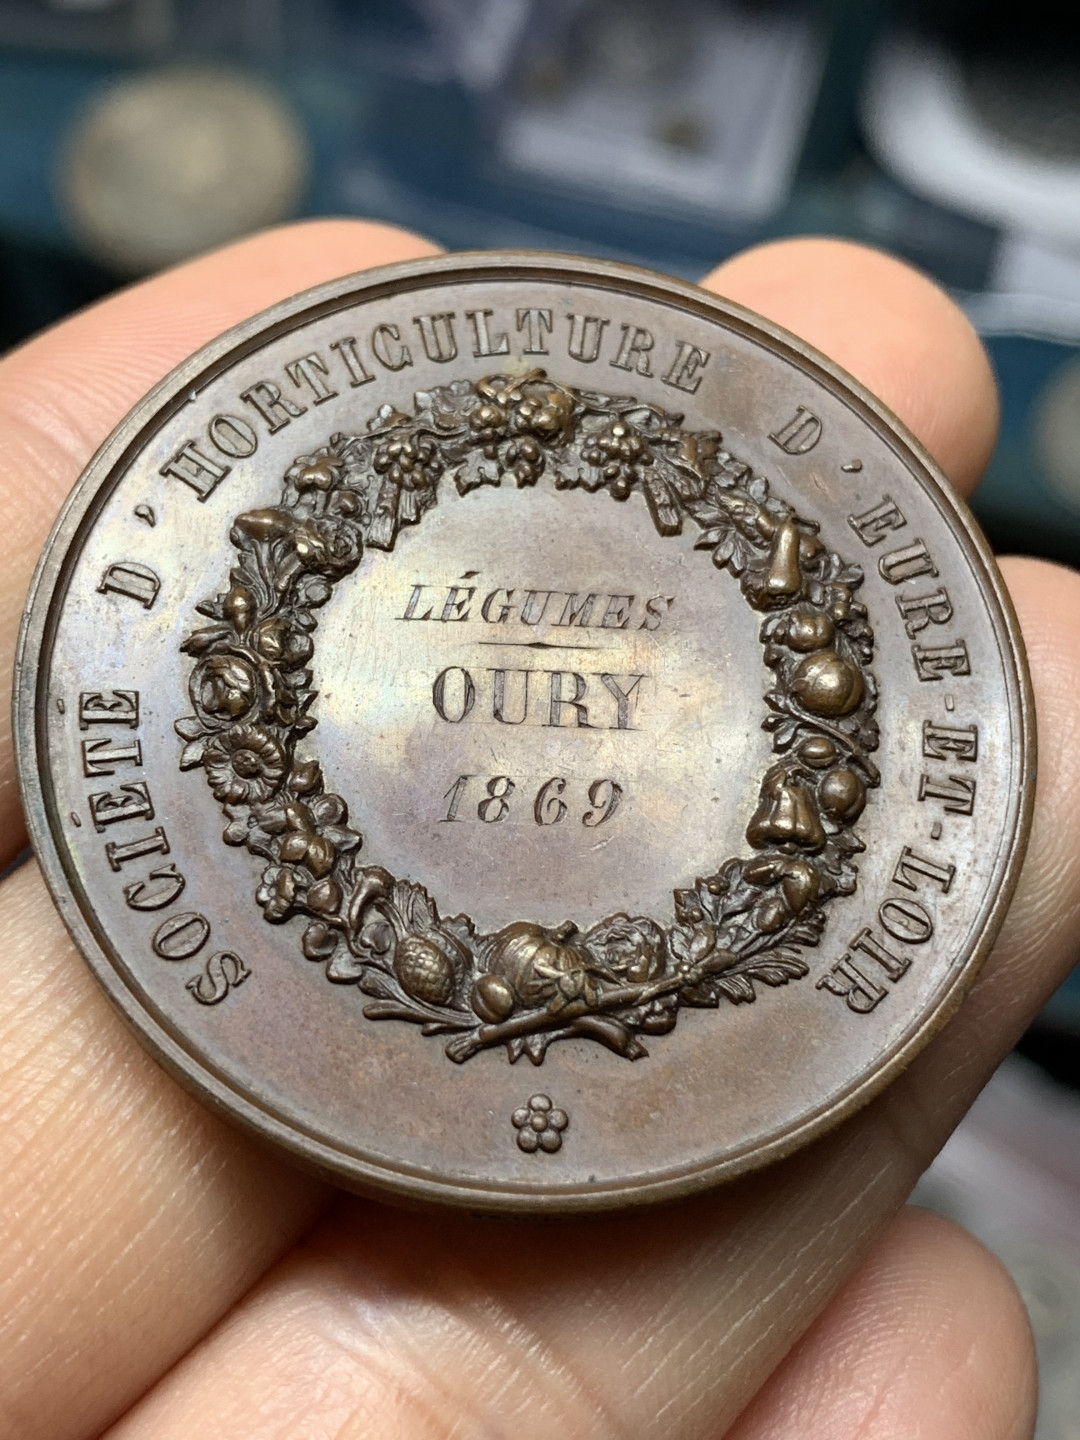 SOCIÉTÉ D'HORTICULTURE D'EURE-ET-LOIR
LÉGUMES
OURY
1869